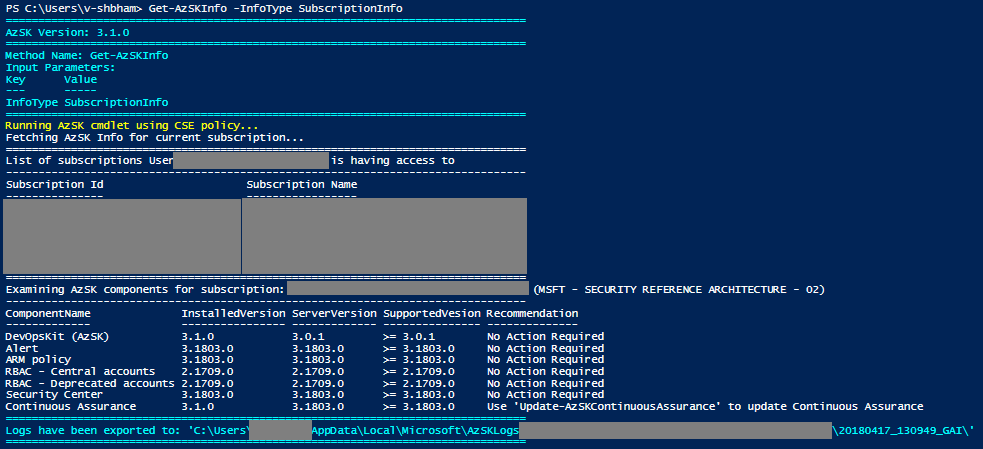 PS C:\Users\v-shbham> Get-AzSKInfo -InfoType SubscriptionInfo
================================================================================
AzSK Version: 3.1.0
================================================================================
Method Name: Get-AzSKInfo
Input Parameters:
Key      Value
---      -----
InfoType SubscriptionInfo
================================================================================
Running AzSK cmdlet using CSE policy...
Fetching AzSK Info for current subscription...
================================================================================
List of subscriptions User is having access to
--------------------------------------------------------------------------------
Subscription Id                      Subscription Name
---------------                      -----------------
================================================================================
Examining AzSK components for subscription: (MSFT - SECURITY REFERENCE ARCHITECTURE - 02)
--------------------------------------------------------------------------------
ComponentName              InstalledVersion ServerVersion SupportedVesion Recommendation
-------------              ---------------- ------------- --------------- --------------
DevOpsKit (AzSK)           3.1.0            3.0.1         >= 3.0.1        No Action Required
Alert                      3.1803.0         3.1803.0      >= 3.1803.0     No Action Required
ARM policy                 3.1803.0         3.1803.0      >= 3.1803.0     No Action Required
RBAC - Central accounts    2.1709.0         2.1709.0      >= 2.1709.0     No Action Required
RBAC - Deprecated accounts 2.1709.0         2.1709.0      >= 2.1709.0     No Action Required
Security Center            3.1803.0         3.1803.0      >= 3.1803.0     No Action Required
Continuous Assurance       3.1.0            3.1803.0      >= 3.1803.0     Use 'Update-AzSKContinuousAssurance' to update Continuous Assurance
================================================================================
Logs have been exported to: 'C:\Users\ AppData\Local\Microsoft\AzSKLogs \20180417_130949_GAI\'
================================================================================